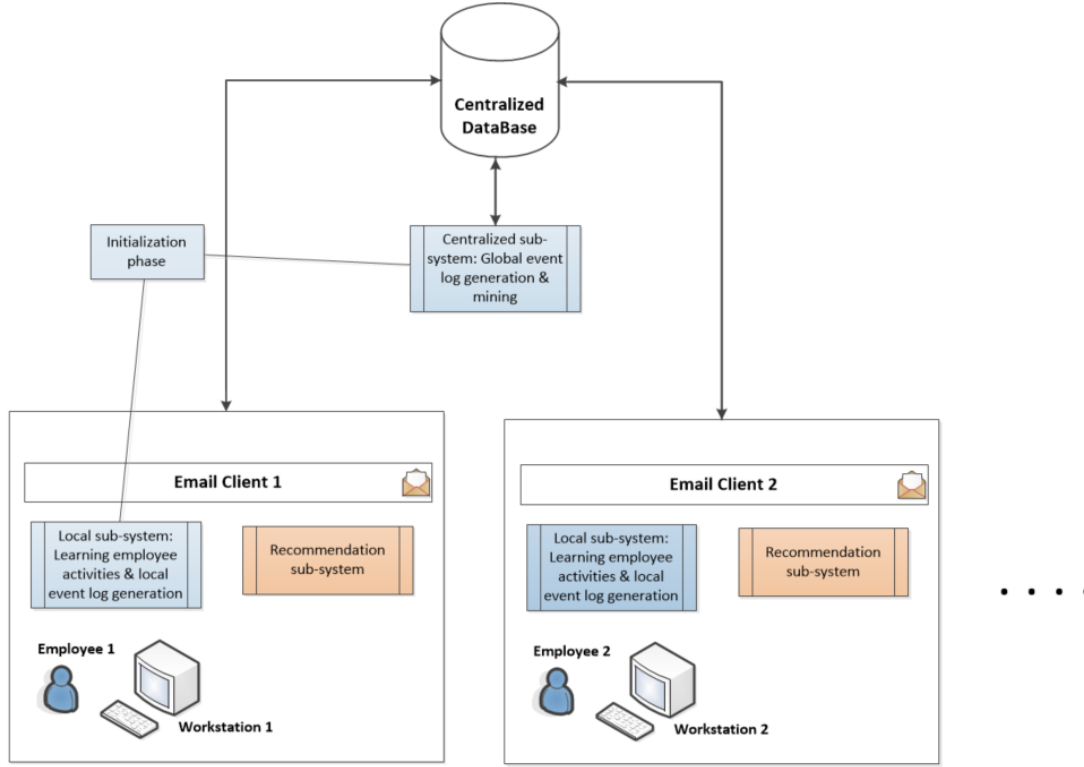 Centralized
DataBase
Initialization
phase
Centralized sub-
system: Global event
log generation &
mining
Email Client 1
Local sub-system:
Learning employee
activities & local
event log generation
Recommendation
sub-system
Employee 1
Workstation 1
Email Client 2
Local sub-system:
Learning employee
activities & local
event log generation
Recommendation
sub-system
Employee 2
Workstation 2
. . . .